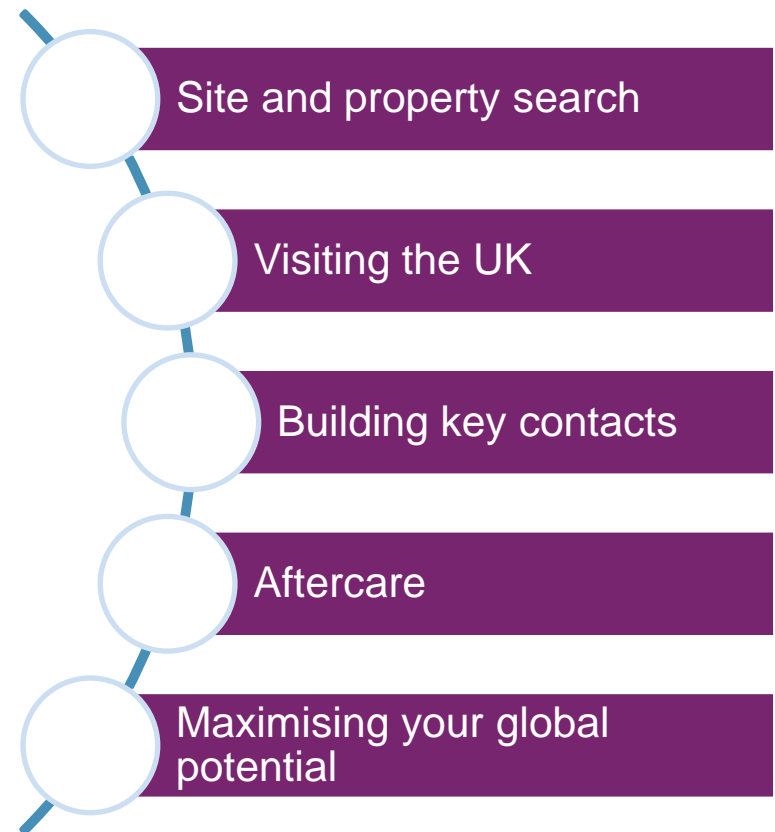 Site and property search
Visiting the UK
Building key contacts
Aftercare
Maximising your global
potential